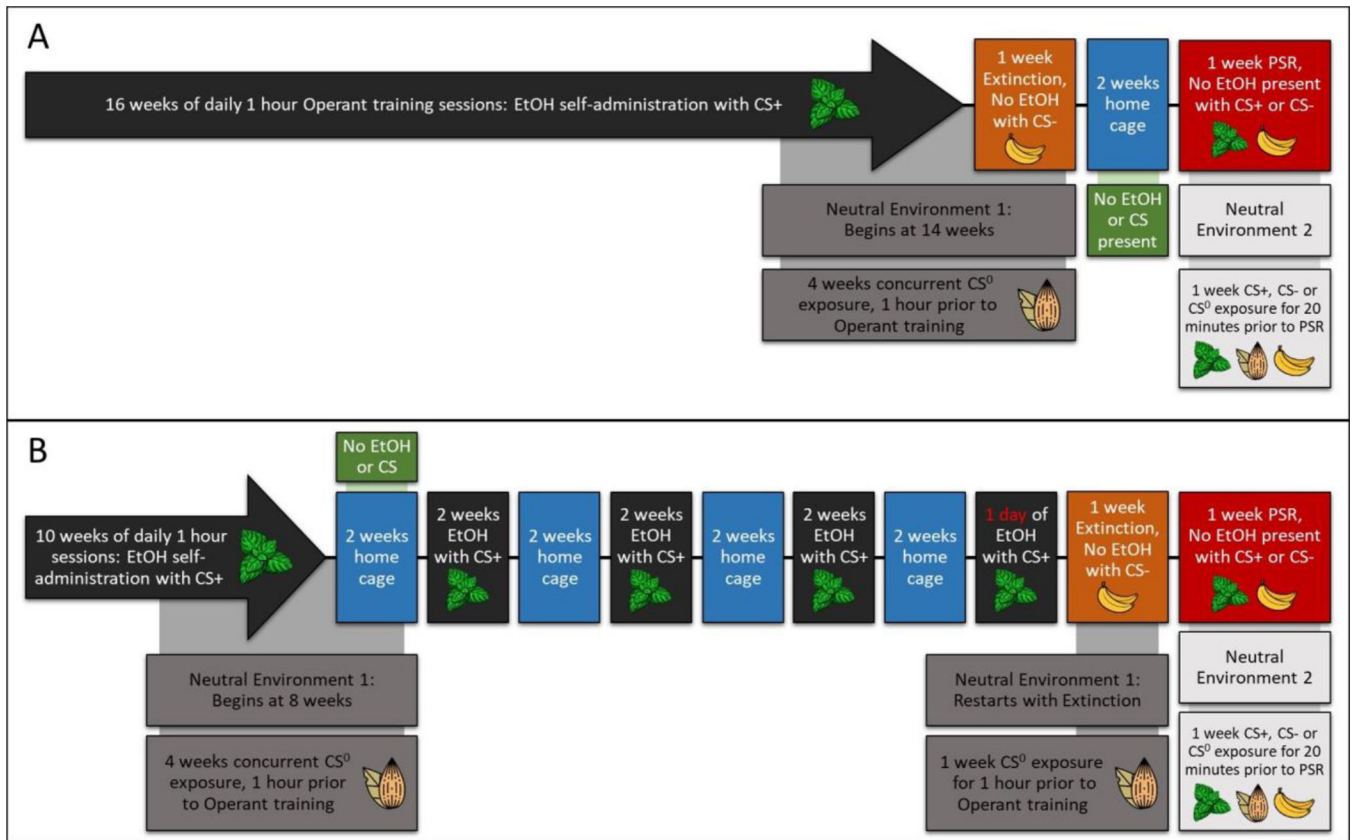 A
16 weeks of daily 1 hour Operant training sessions: EtOH self-administration with CS+
1 week
Extinction,
No EtOH
with CS-
2 weeks
home
cage
1 week PSR,
No EtOH present
with CS+ or CS-
Neutral Environment 1:
Begins at 14 weeks
No EtOH
or CS
present
Neutral
Environment 2
4 weeks concurrent CS⁰
exposure, 1 hour prior to
Operant training
1 week CS+, CS- or
CS⁰ exposure for 20
minutes prior to PSR
B
No EtOH
or CS
10 weeks of daily 1 hour
sessions: EtOH self-
administration with CS+
2 weeks
home
cage
2 weeks
EtOH
with CS+
2 weeks
home
cage
2 weeks
EtOH
with CS+
2 weeks
home
cage
2 weeks
EtOH
with CS+
2 weeks
home
cage
1 day of
EtOH
with CS+
1 week
Extinction,
No EtOH
with CS-
1 week PSR,
No EtOH present
with CS+ or CS-
Neutral Environment 1:
Begins at 8 weeks
Neutral Environment 1:
Restarts with Extinction
Neutral
Environment 2
4 weeks concurrent CS⁰
exposure, 1 hour prior
to Operant training
1 week CS⁰ exposure
for 1 hour prior to
Operant training
1 week CS+, CS- or
CS⁰ exposure for 20
minutes prior to PSR